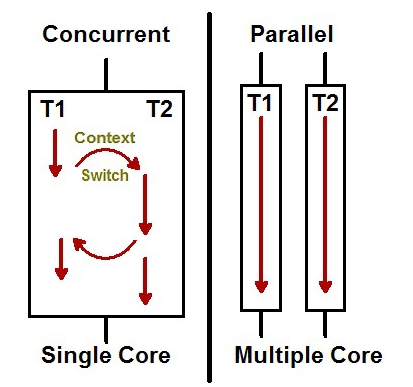 Concurrent
Parallel
T1 T2
T1 T2
Context
Switch
Single Core
Multiple Core